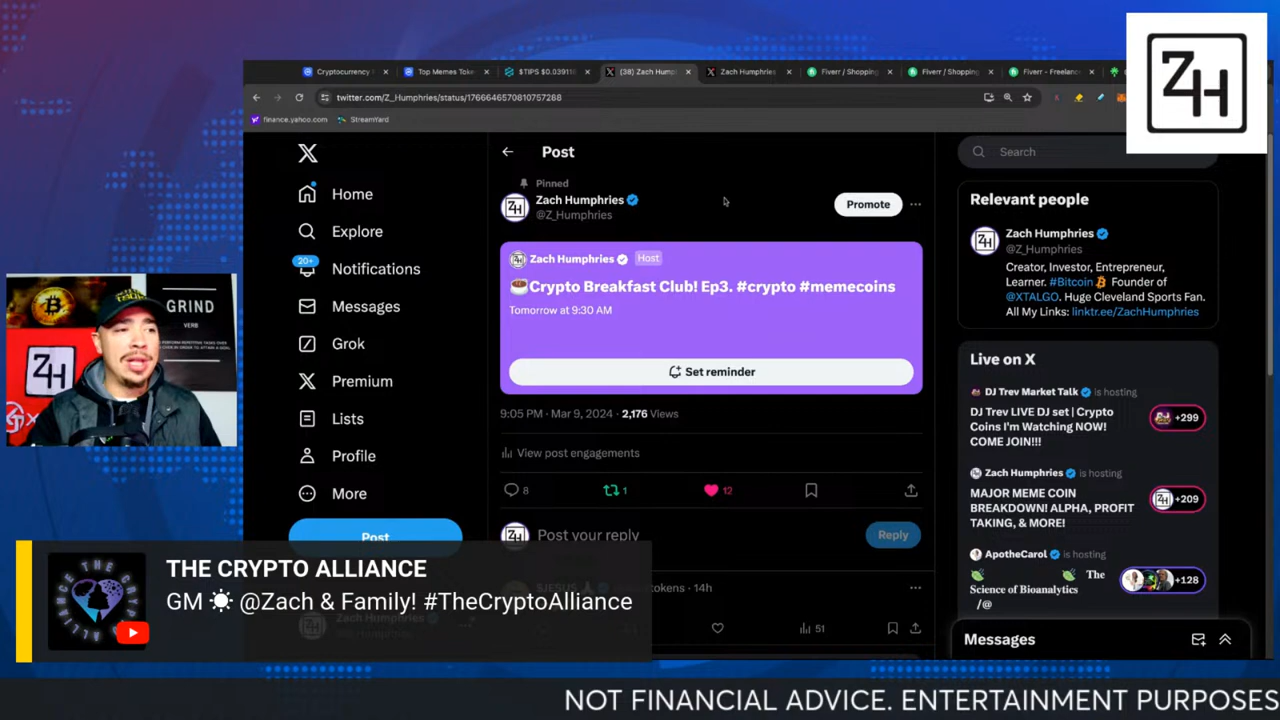 ZH
Cryptocurrency
Top Memes Toke
$TIPS $0.03911
(38) Zach Hump
Zach Humphries
Fiverr / Shopping
Fiverr / Shopping
Fiverr - Freelance
twitter.com/Z_Humphries/status/1766646570810757288
finance.yahoo.com
StreamYard
Post
Search
Pinned
Zach Humphries
@Z_Humphries
Promote
Zach Humphries Host
☕Crypto Breakfast Club! Ep3. #crypto #memecoins
Tomorrow at 9:30 AM
Set reminder
9:05 PM · Mar 9, 2024 · 2,176 Views
View post engagements
8
1
12
Post your reply
Reply
tokens · 14h
51
Home
Explore
20+
Notifications
Messages
Grok
Premium
Lists
Profile
More
Post
Relevant people
Zach Humphries
@Z_Humphries
Creator, Investor, Entrepreneur,
Learner. #Bitcoin Founder of
@XTALGO. Huge Cleveland Sports Fan.
All My Links: linktr.ee/ZachHumphries
Live on X
DJ Trev Market Talk is hosting
DJ Trev LIVE DJ set | Crypto
Coins I'm Watching NOW!
COME JOIN!!!
+299
Zach Humphries is hosting
MAJOR MEME COIN
BREAKDOWN! ALPHA, PROFIT
TAKING, & MORE!
+209
ApotheCarol is hosting
The
Science of Bioanalytics
/@
+128
Messages
GRIND
VERB
ZH
THE CRYPTO ALLIANCE
GM ☀ @Zach & Family! #TheCryptoAlliance
NOT FINANCIAL ADVICE. ENTERTAINMENT PURPOSES